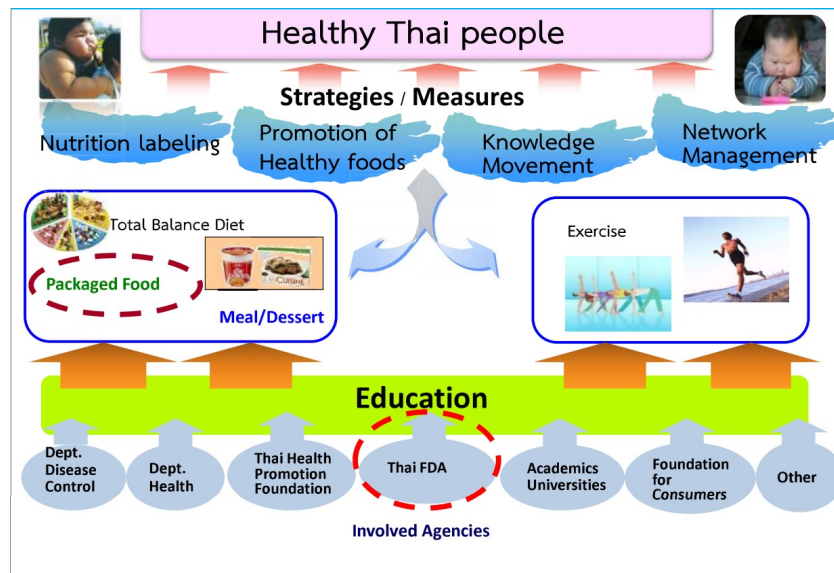 Healthy Thai people
Strategies / Measures
Nutrition labeling
Promotion of
Healthy foods
Knowledge
Movement
Network
Management
Total Balance Diet
Packaged Food
CUISINE
Meal/Dessert
Exercise
Education
Dept.
Disease
Control
Dept.
Health
Thai Health
Promotion
Foundation
Thai FDA
Academics
Universities
Foundation
for
Consumers
Other
Involved Agencies